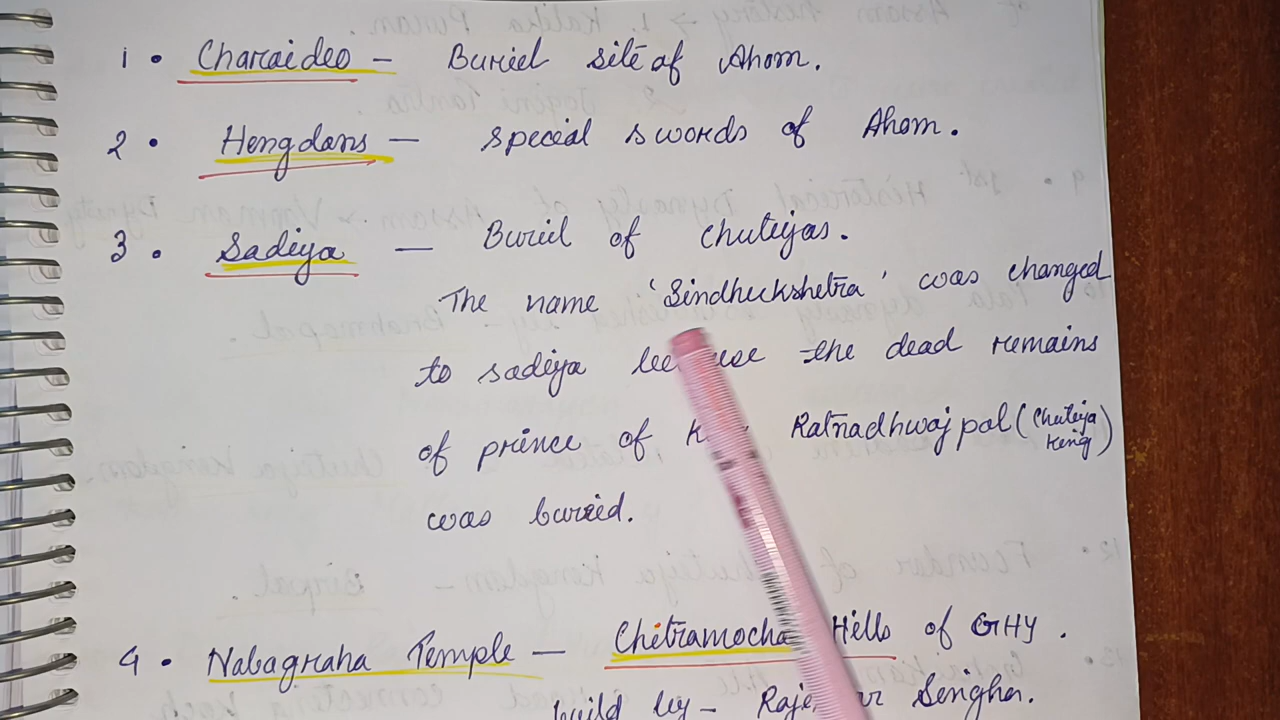 1. Charaideo - Buriel site of Ahom.
2. Hengdans - special swords of Ahom.
3. Sadiya - Buriel of chutiyas.
The name 'Sindhukshetra' was changed
to sadiya the dead remains
of prince of Ratnadhwajpal (Chutiya King)
was buried.
4. Nabagraha Temple - Chitramocha Hills of GHY.
build by - Singha.